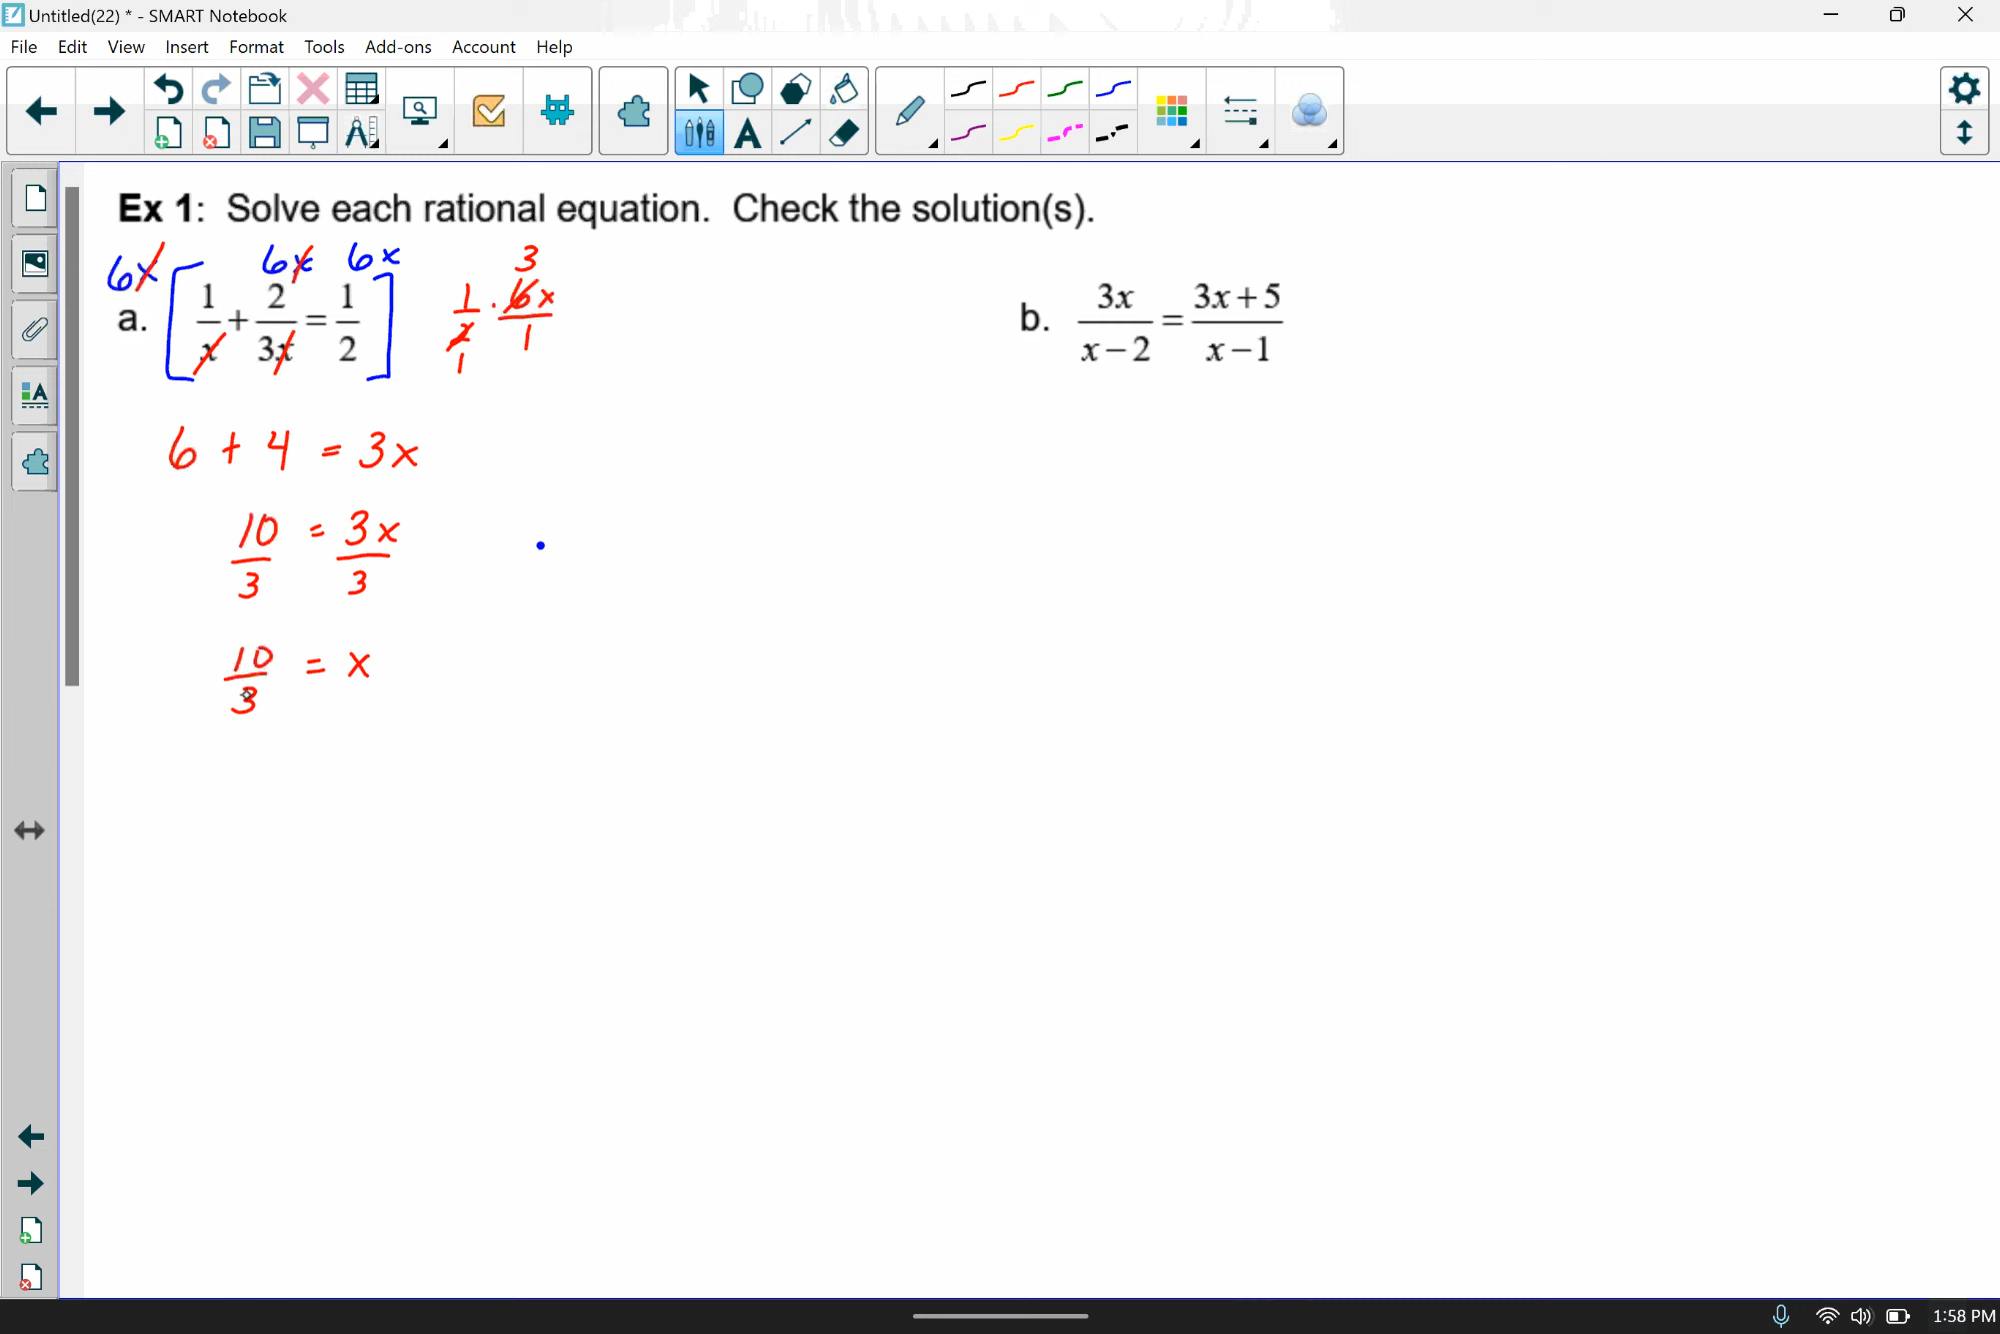 Untitled(22) * - SMART Notebook
File Edit View Insert Format Tools Add-ons Account Help
Ex 1: Solve each rational equation. Check the solution(s).
6x [ 6x 6x
a. 1/x + 2/3x = 1/2 ]
3
1/2 · 6x/1
1
b. 3x/x−2 = 3x+5/x−1
6 + 4 = 3x
10/3 = 3x/3
10/3 = x
1:58 PM